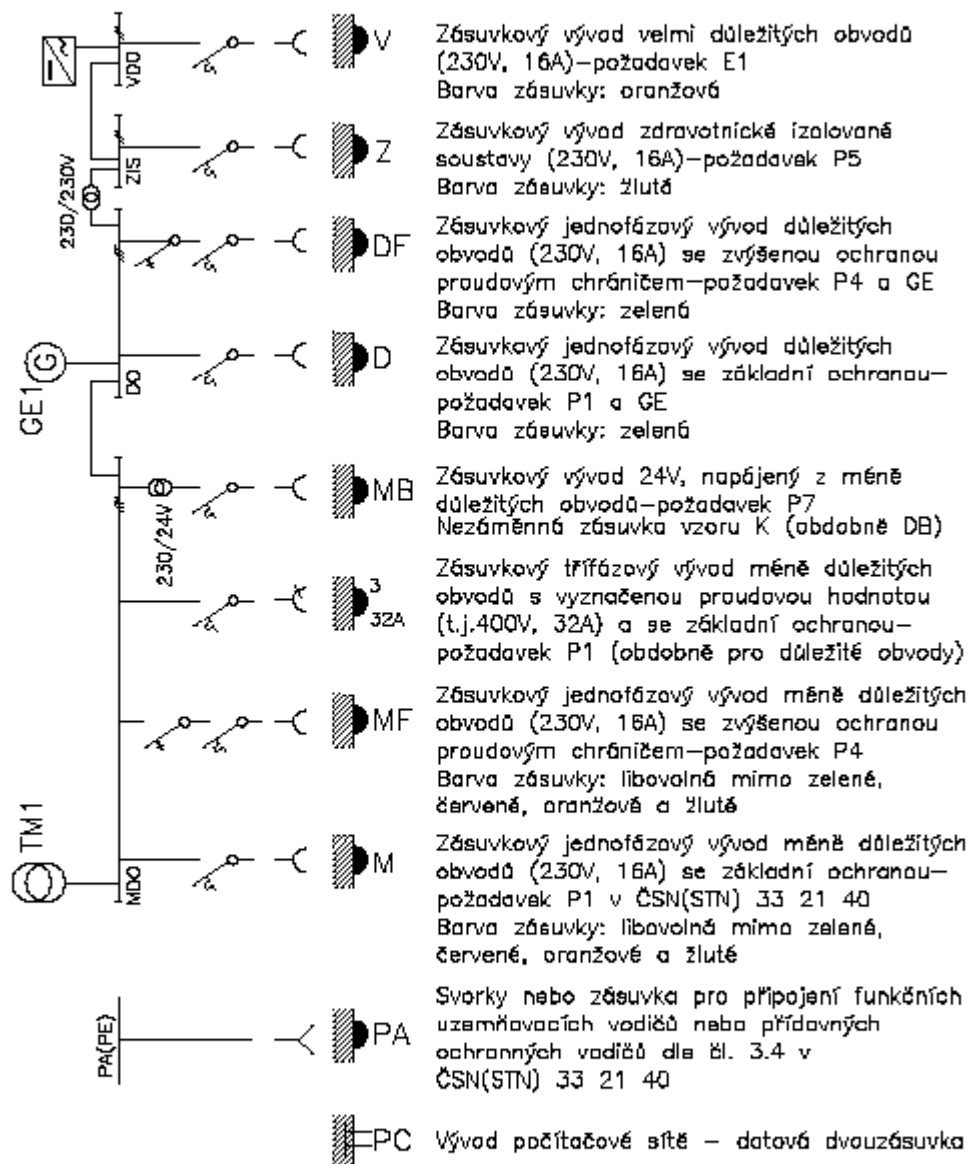 VDO
V
Zásuvkový vývod velmi důležitých obvodů
(230V, 16A)–požadavek E1
Barva zásuvky: oranžová
ZIS
Z
Zásuvkový vývod zdravotnické izolované
soustavy (230V, 16A)–požadavek P5
Barva zásuvky: žlutá
230/230V
DF
Zásuvkový jednofázový vývod důležitých
obvodů (230V, 16A) se zvýšenou ochranou
proudovým chráničem–požadavek P4 a GE
Barva zásuvky: zelená
GE1
G
DO
D
Zásuvkový jednofázový vývod důležitých
obvodů (230V, 16A) se základní ochranou–
požadavek P1 a GE
Barva zásuvky: zelená
230/24V
MB
Zásuvkový vývod 24V, napájený z méně
důležitých obvodů–požadavek P7
Nezáměnná zásuvka vzoru K (obdobně DB)
3
32A
Zásuvkový třífázový vývod méně důležitých
obvodů s vyznačenou proudovou hodnotou
(t.j.400V, 32A) a se základní ochranou–
požadavek P1 (obdobně pro důležité obvody)
MF
Zásuvkový jednofázový vývod méně důležitých
obvodů (230V, 16A) se zvýšenou ochranou
proudovým chráničem–požadavek P4
Barva zásuvky: libovolná mimo zelené,
červené, oranžové a žluté
TM1
MDO
M
Zásuvkový jednofázový vývod méně důležitých
obvodů (230V, 16A) se základní ochranou–
požadavek P1 v ČSN(STN) 33 21 40
Barva zásuvky: libovolná mimo zelené,
červené, oranžové a žluté
PA(PE)
PA
Svorky nebo zásuvka pro připojení funkčních
uzemňovacích vodičů nebo přídavných
ochranných vodičů dle čl. 3.4 v
ČSN(STN) 33 21 40
PC
Vývod počítačové sítě – datová dvouzásuvka